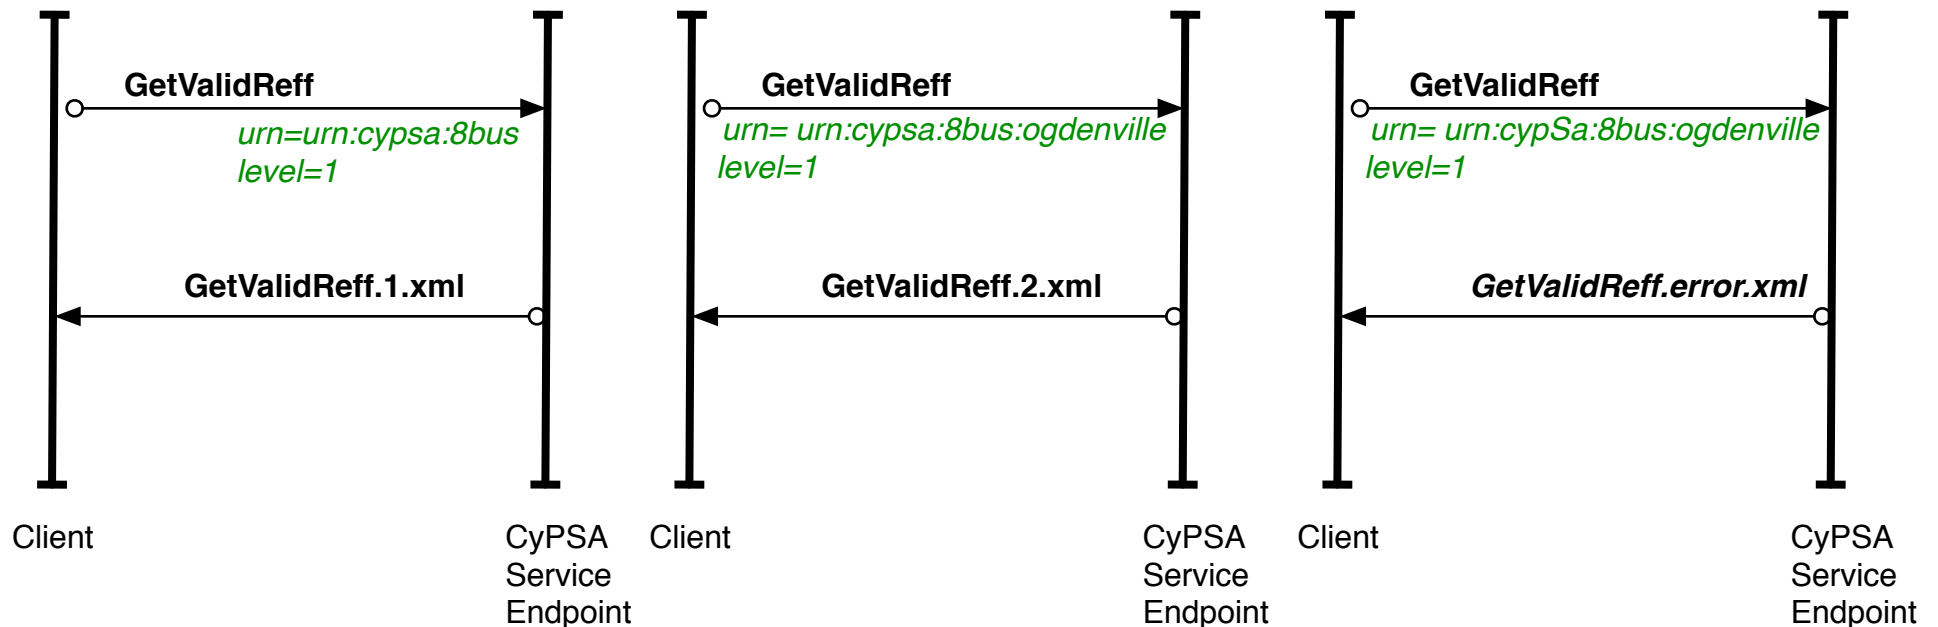 GetValidReff
urn=urn:cypsa:8bus
level=1
GetValidReff.1.xml
Client
CyPSA
Service
Endpoint
GetValidReff
urn= urn:cypsa:8bus:ogdenville
level=1
GetValidReff.2.xml
Client
CyPSA
Service
Endpoint
GetValidReff
urn= urn:cypSa:8bus:ogdenville
level=1
GetValidReff.error.xml
Client
CyPSA
Service
Endpoint